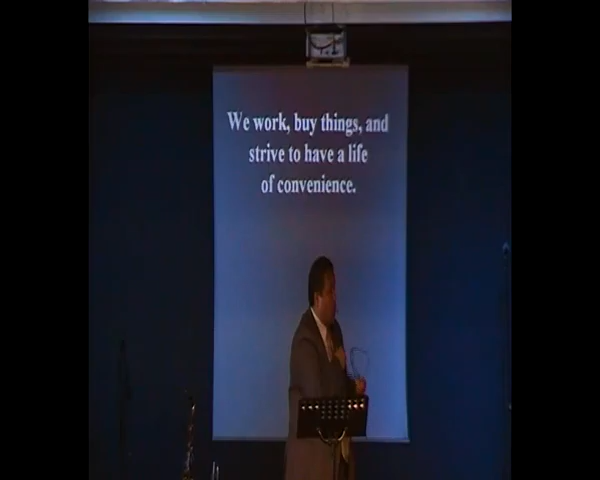 We work, buy things, and
strive to have a life
of convenience.